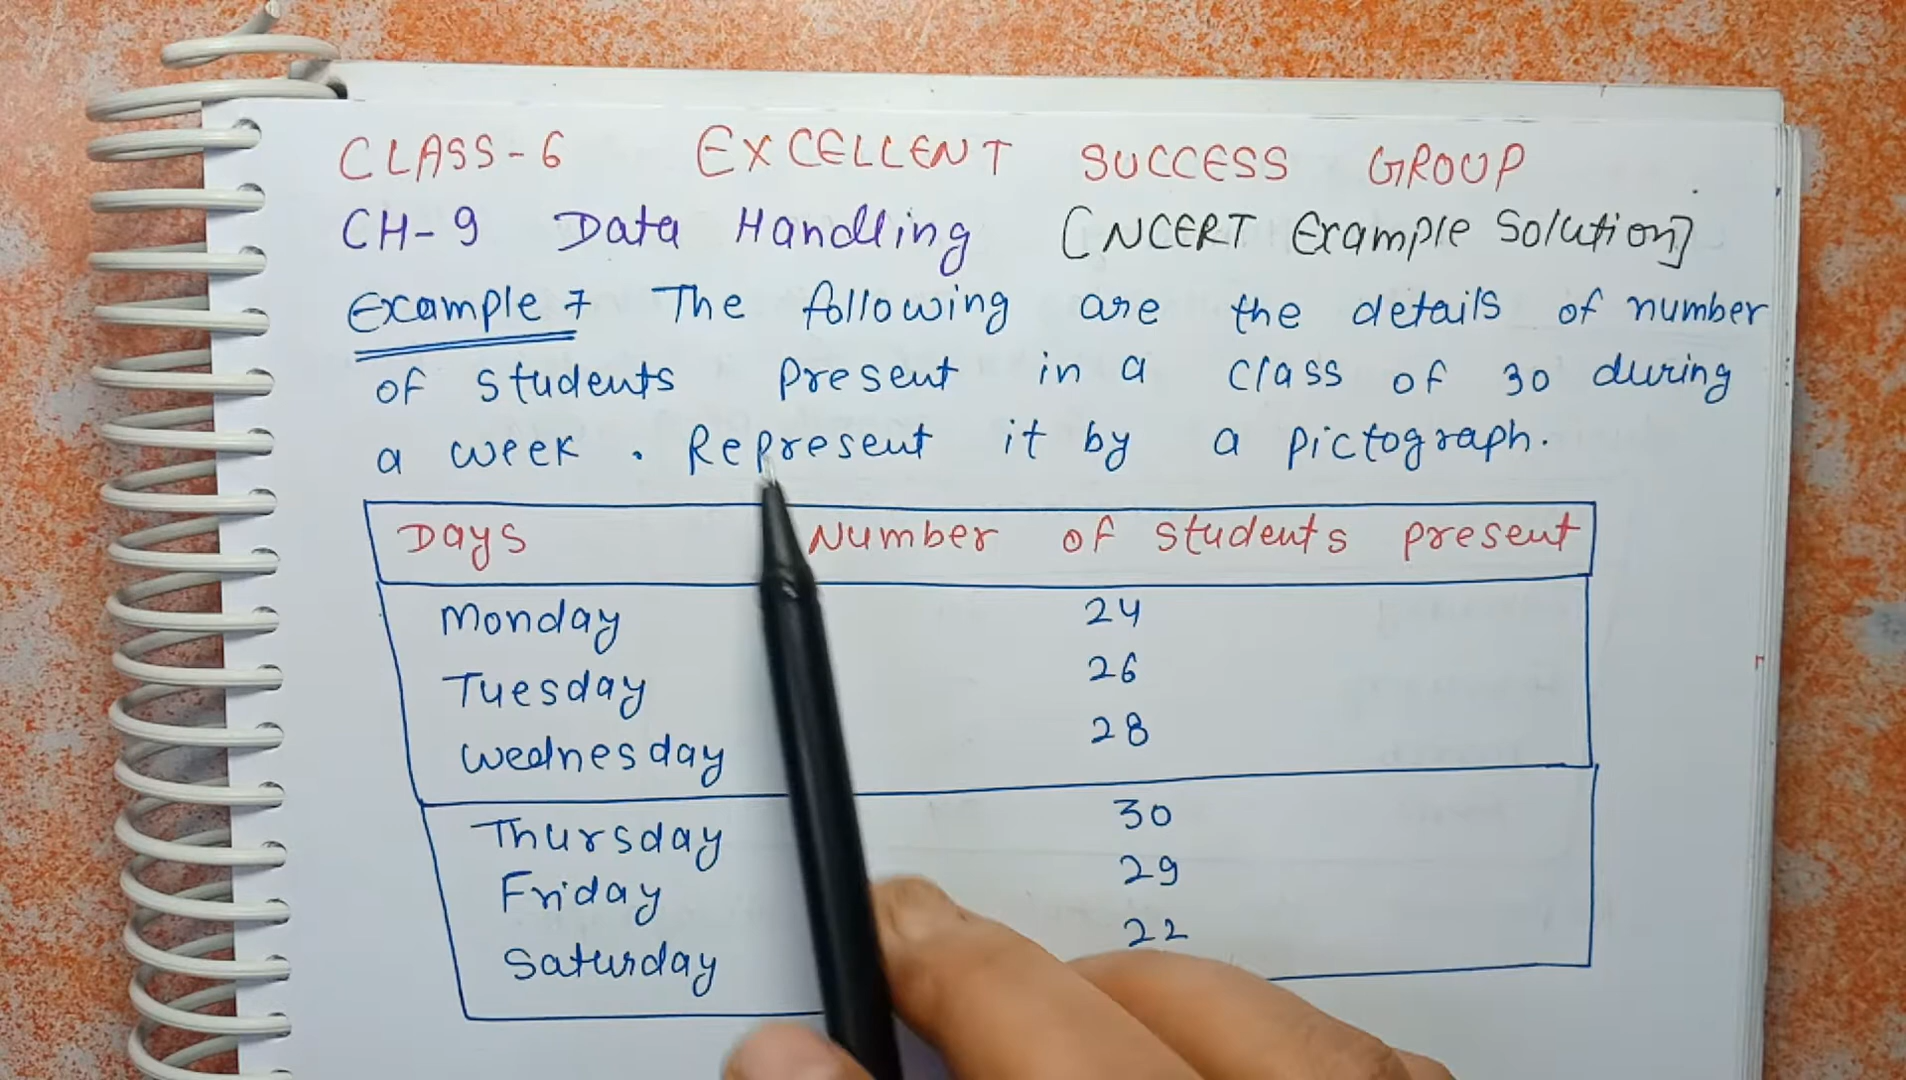 CLASS-6 EXCELLENT SUCCESS GROUP
CH-9 Data Handling [NCERT Example Solution]
Example 7 The following are the details of number
of students present in a class of 30 during
a week. Represent it by a pictograph.
Days Number of students present
Monday 24
Tuesday 26
Wednesday 28
Thursday 30
Friday 29
Saturday 22